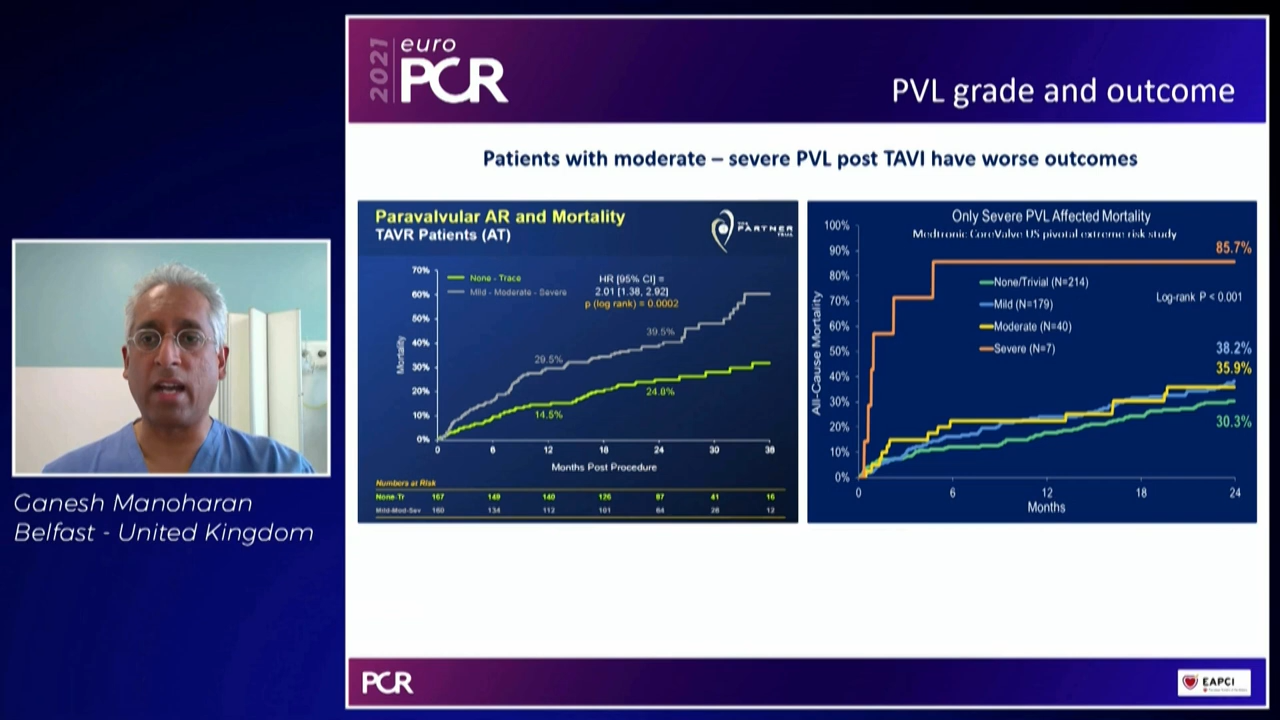 2021
euro
PCR
PVL grade and outcome
Patients with moderate – severe PVL post TAVI have worse outcomes
Paravalvular AR and Mortality
TAVR Patients (AT)
PARTNER
70%
60%
50%
40%
30%
20%
10%
0%
Mortality
None - Trace
Mild - Moderate - Severe
HR [95% CI] =
2.01 [1.38, 2.92]
p (log rank) = 0.0002
39.5%
29.5%
24.8%
14.5%
0 6 12 18 24 30 36
Months Post Procedure
Numbers at Risk
None-Tr 167 149 140 126 87 41 16
Mild-Mod-Sev 160 134 112 101 64 26 12
Only Severe PVL Affected Mortality
Medtronic CoreValve US pivotal extreme risk study
100%
90%
80%
70%
60%
50%
40%
30%
20%
10%
0%
All-Cause Mortality
85.7%
None/Trivial (N=214)
Mild (N=179)
Moderate (N=40)
Severe (N=7)
Log-rank P < 0.001
38.2%
35.9%
30.3%
0 6 12 18 24
Months
Ganesh Manoharan
Belfast - United Kingdom
PCR
EAPCI